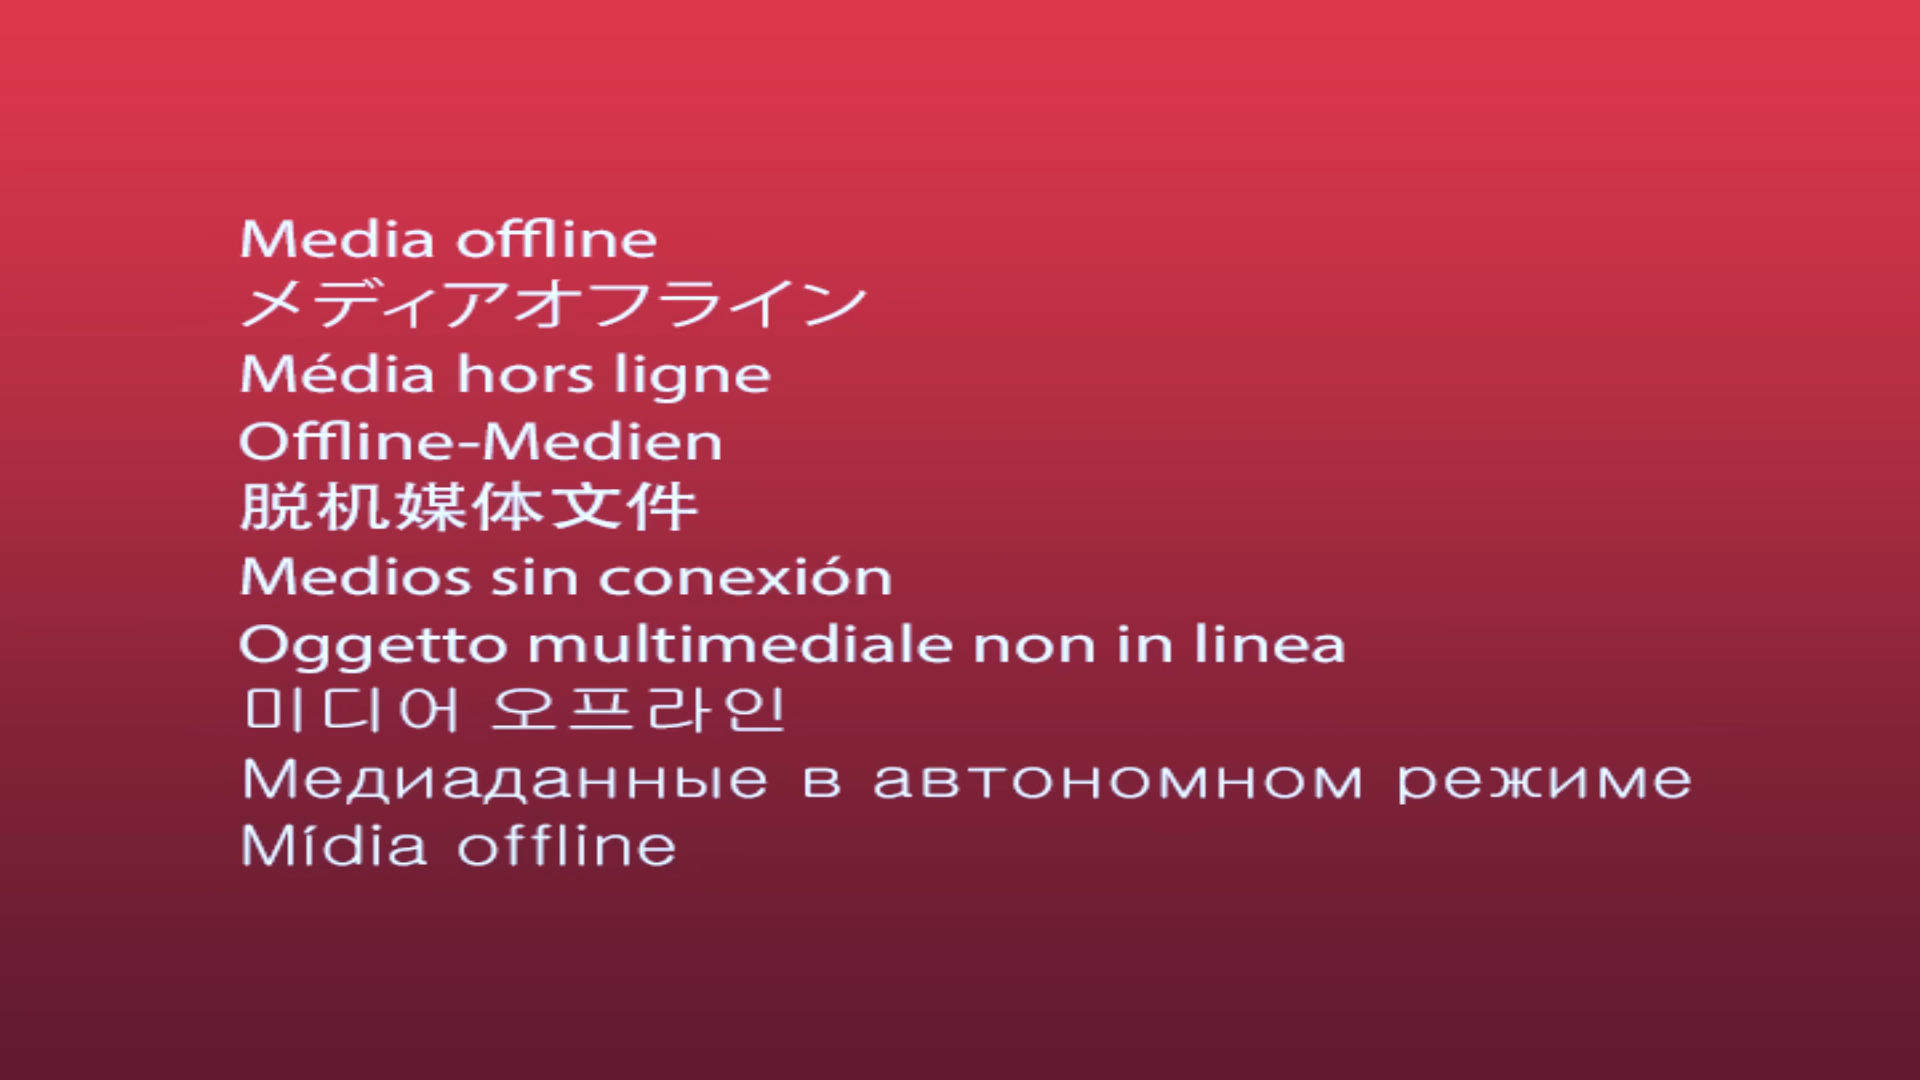 Media offline
メディアオフライン
Média hors ligne
Offline-Medien
脱机媒体文件
Medios sin conexión
Oggetto multimediale non in linea
미디어 오프라인
Медиаданные в автономном режиме
Mídia offline